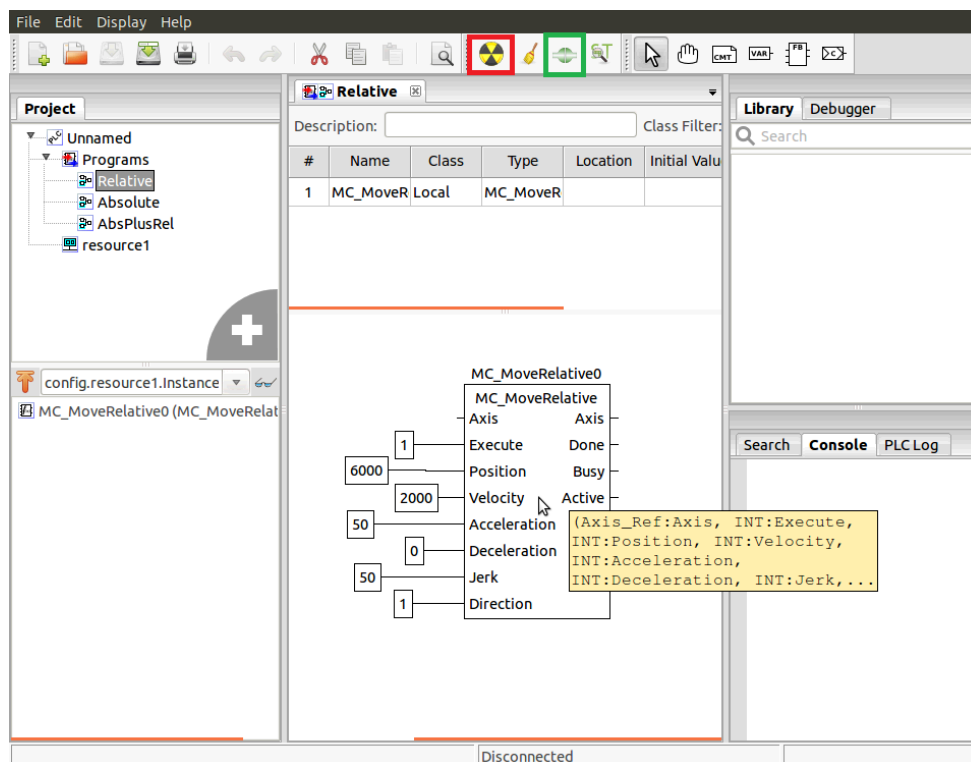 File Edit Display Help
CMT VAR FB >C>
Project
Unnamed
Programs
Relative
Absolute
AbsPlusRel
resource1
config.resource1.Instance
MC_MoveRelative0 (MC_MoveRelat
Relative
Description: Class Filter:
# Name Class Type Location Initial Valu
1 MC_MoveR Local MC_MoveR
MC_MoveRelative0
MC_MoveRelative
Axis Axis
1 Execute Done
6000 Position Busy
2000 Velocity Active
50 Acceleration
0 Deceleration
50 Jerk
1 Direction
(Axis_Ref:Axis, INT:Execute,
INT:Position, INT:Velocity,
INT:Acceleration,
INT:Deceleration, INT:Jerk,...
Library Debugger
Search
Search Console PLC Log
Disconnected